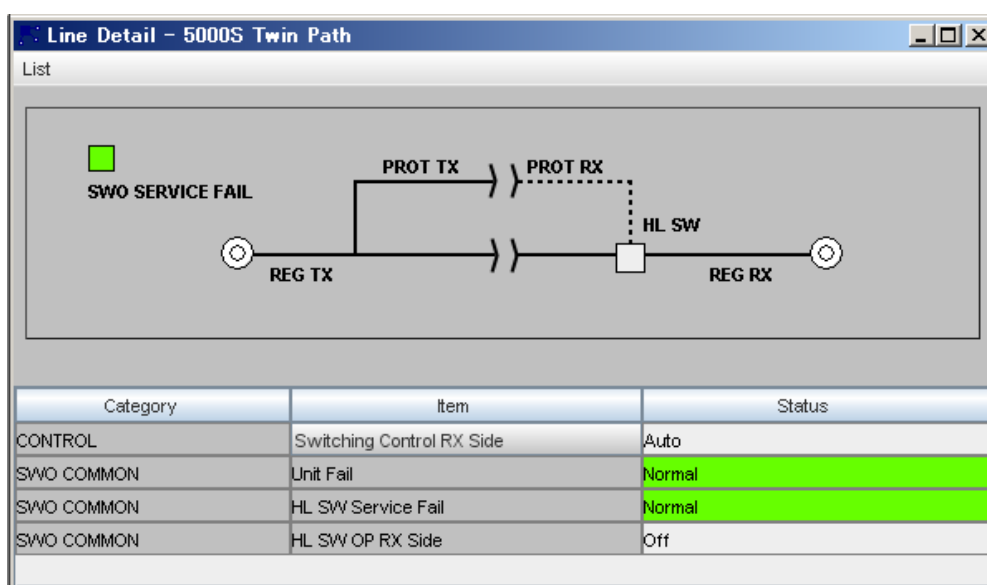 Line Detail - 5000S Twin Path
List
PROT TX
PROT RX
SWO SERVICE FAIL
HL SW
REG TX
REG RX
Category Item Status
CONTROL Switching Control RX Side Auto
SWO COMMON Unit Fail Normal
SWO COMMON HL SW Service Fail Normal
SWO COMMON HL SW OP RX Side Off